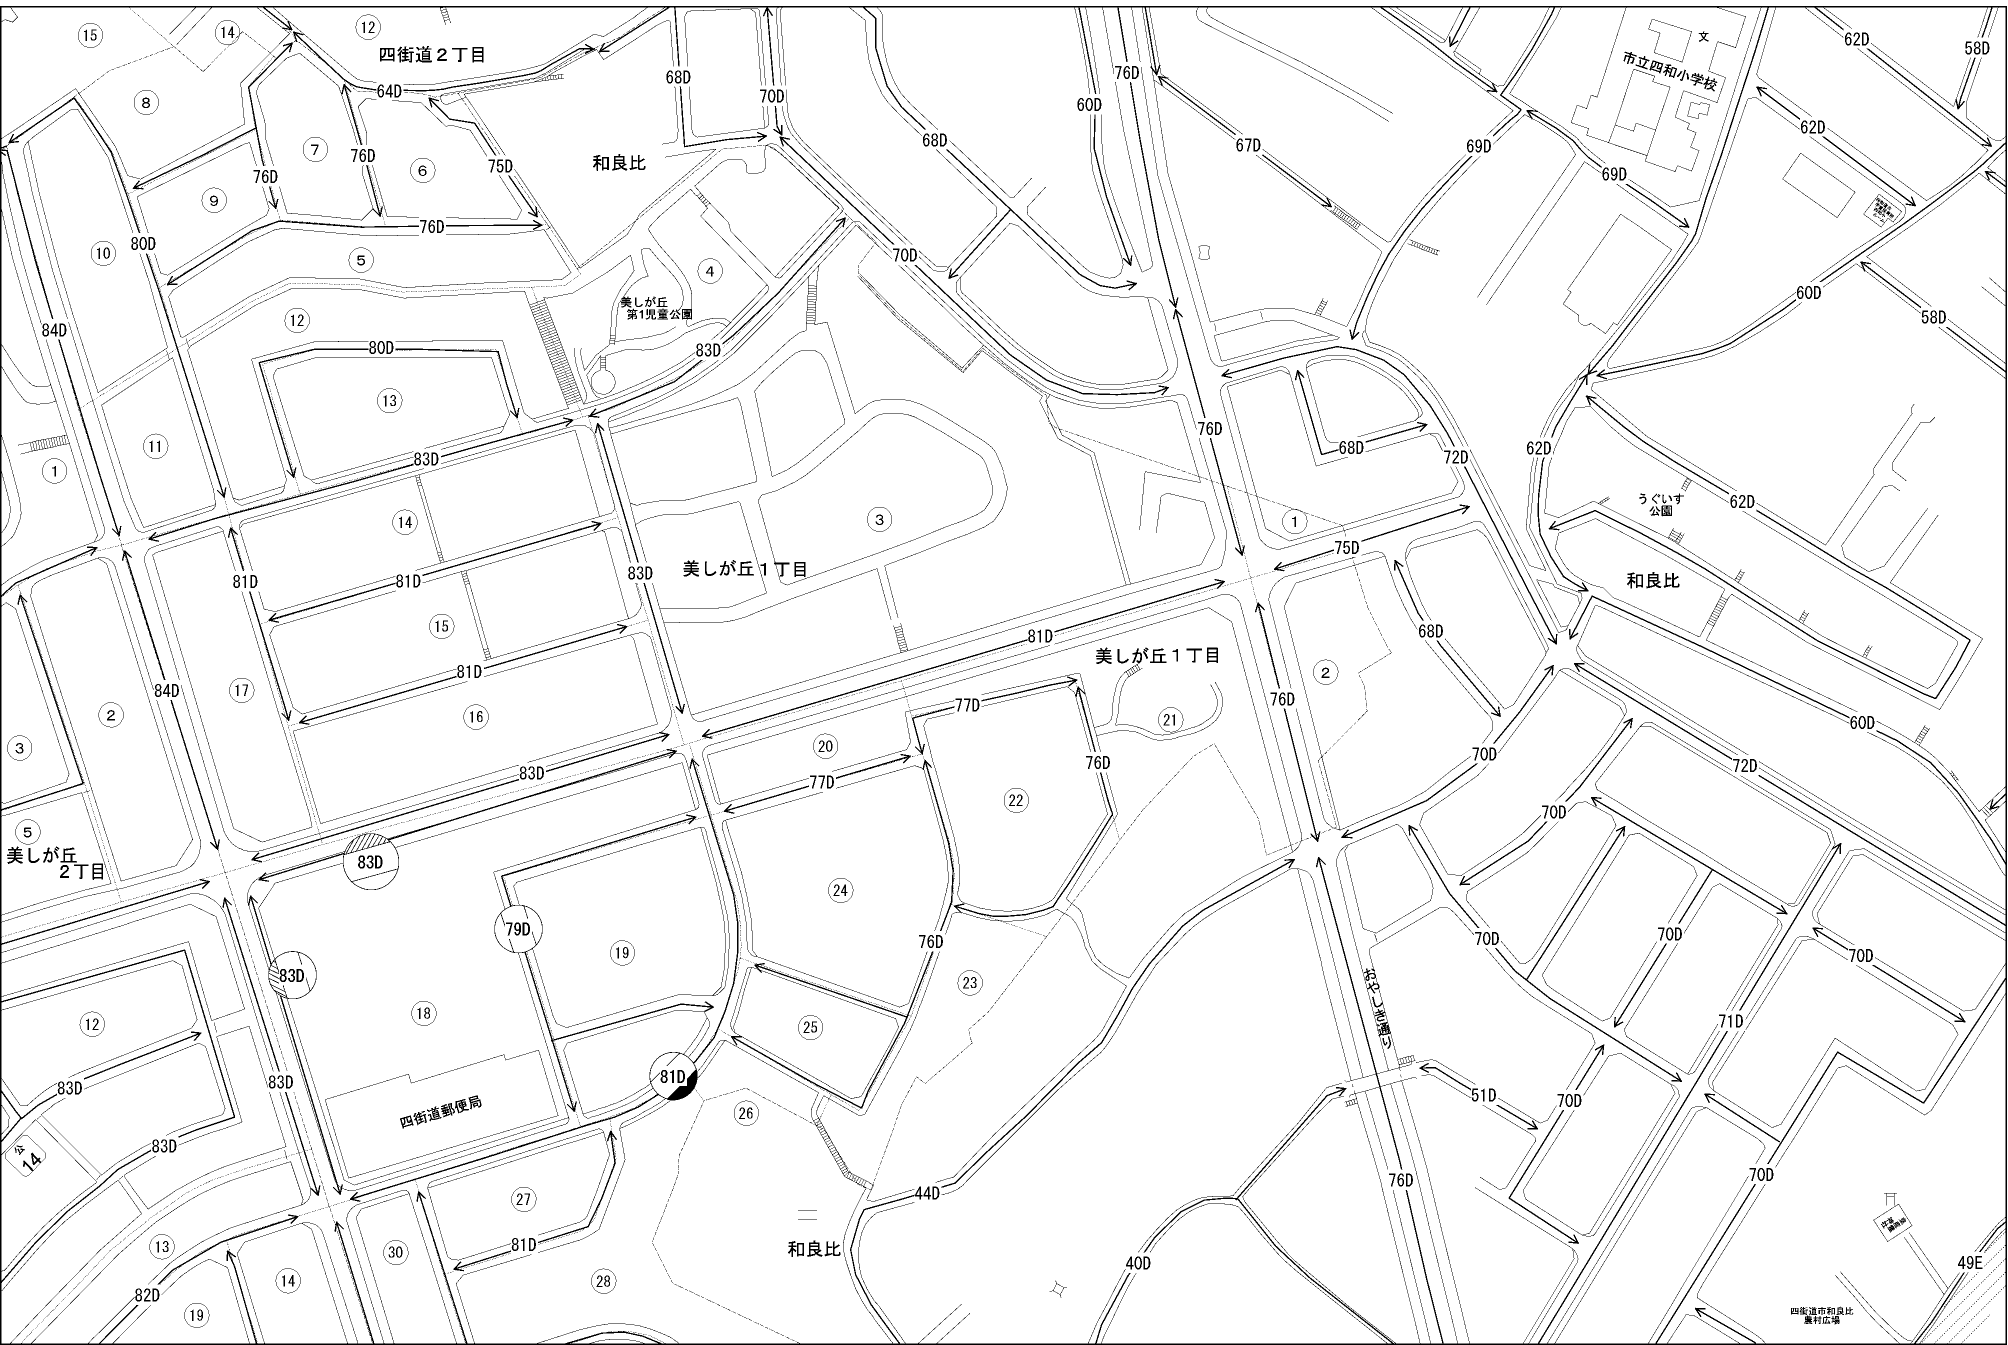 15
14
12
四街道２丁目
64D
68D
70D
76D
60D
文
市立四和小学校
62D
58D
8
7
6
76D
76D
75D
和良比
68D
67D
69D
69D
62D
9
76D
80D
10
5
4
70D
60D
58D
84D
12
美しが丘
第1児童公園
80D
83D
13
11
1
83D
14
3
76D
68D
72D
62D
うぐいす
公園
62D
1
75D
81D
81D
83D
美しが丘１丁目
和良比
15
81D
81D
美しが丘１丁目
68D
17
84D
2
16
3
83D
20
77D
77D
21
76D
76D
2
70D
60D
72D
22
70D
5
美しが丘
２丁目
83D
79D
19
24
76D
83D
18
23
25
12
70D
70D
70D
71D
おやしき通り
83D
83D
81D
四街道郵便局
26
51D
70D
公
14
83D
44D
76D
70D
27
81D
和良比
13
14
30
28
82D
19
40D
49E
四街道市和良比
農村広場